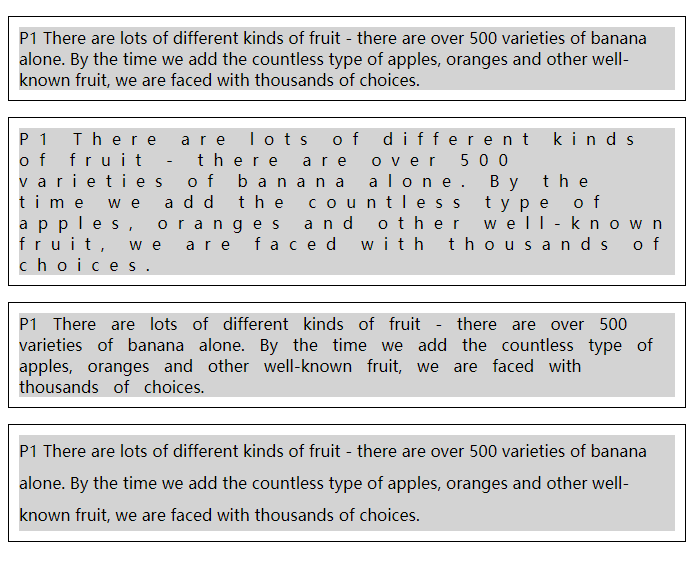 P1 There are lots of different kinds of fruit - there are over 500 varieties of banana
alone. By the time we add the countless type of apples, oranges and other well-
known fruit, we are faced with thousands of choices.
P1 There are lots of different kinds
of fruit - there are over 500
varieties of banana alone. By the
time we add the countless type of
apples, oranges and other well-known
fruit, we are faced with thousands of
choices.
P1 There are lots of different kinds of fruit - there are over 500
varieties of banana alone. By the time we add the countless type of
apples, oranges and other well-known fruit, we are faced with
thousands of choices.
P1 There are lots of different kinds of fruit - there are over 500 varieties of banana
alone. By the time we add the countless type of apples, oranges and other well-
known fruit, we are faced with thousands of choices.